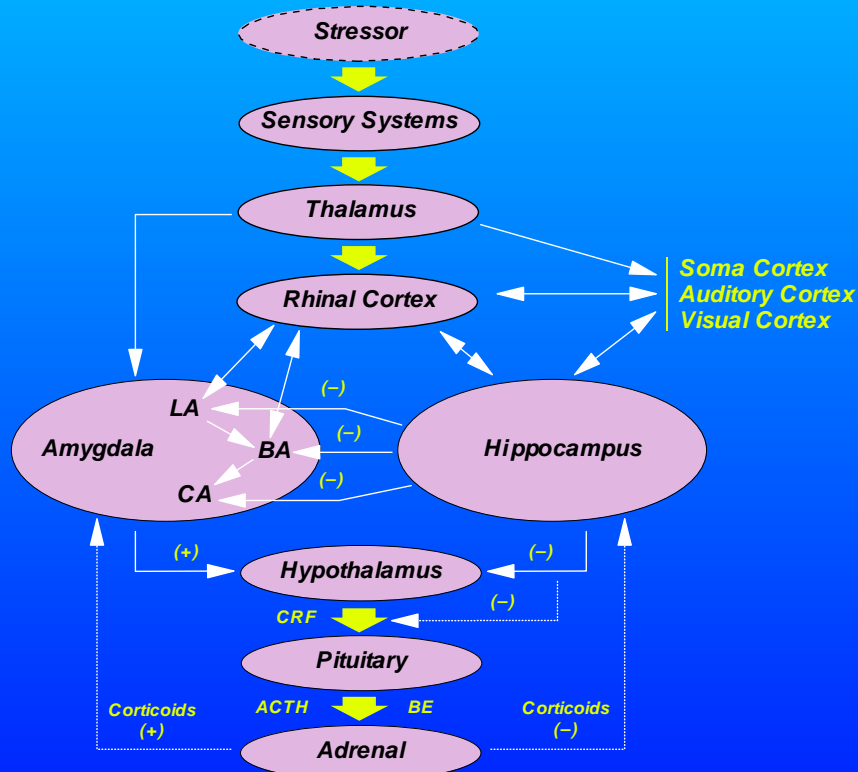 Stressor
Sensory Systems
Thalamus
Soma Cortex
Auditory Cortex
Visual Cortex
Rhinal Cortex
(–)
LA
(–)
Amygdala
BA
Hippocampus
(–)
CA
(+)
(–)
Hypothalamus
(–)
CRF
Pituitary
ACTH
BE
Corticoids
(+)
Corticoids
(–)
Adrenal